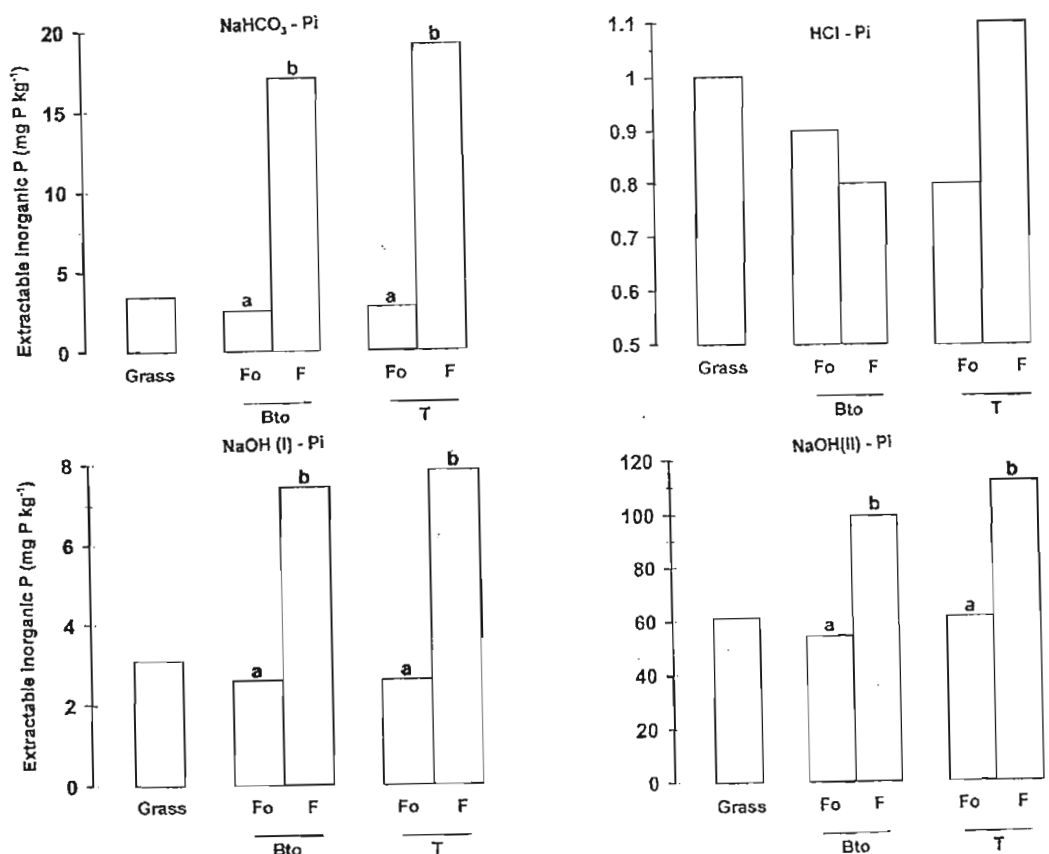 NaHCO₃ - Pi
Extractable Inorganic P (mg P kg⁻¹)
20
15
10
5
0
a
b
a
b
Grass
Fo
F
Fo
F
Bto
T
HCl - Pi
1.1
1
0.9
0.8
0.7
0.6
0.5
Grass
Fo
F
Fo
F
Bto
T
NaOH (I) - Pi
Extractable Inorganic P (mg P kg⁻¹)
8
6
4
2
0
a
b
a
b
Grass
Fo
F
Fo
F
Bto
T
NaOH(II) - Pi
120
100
80
60
40
20
0
a
b
a
b
Grass
Fo
F
Fo
F
Bto
T